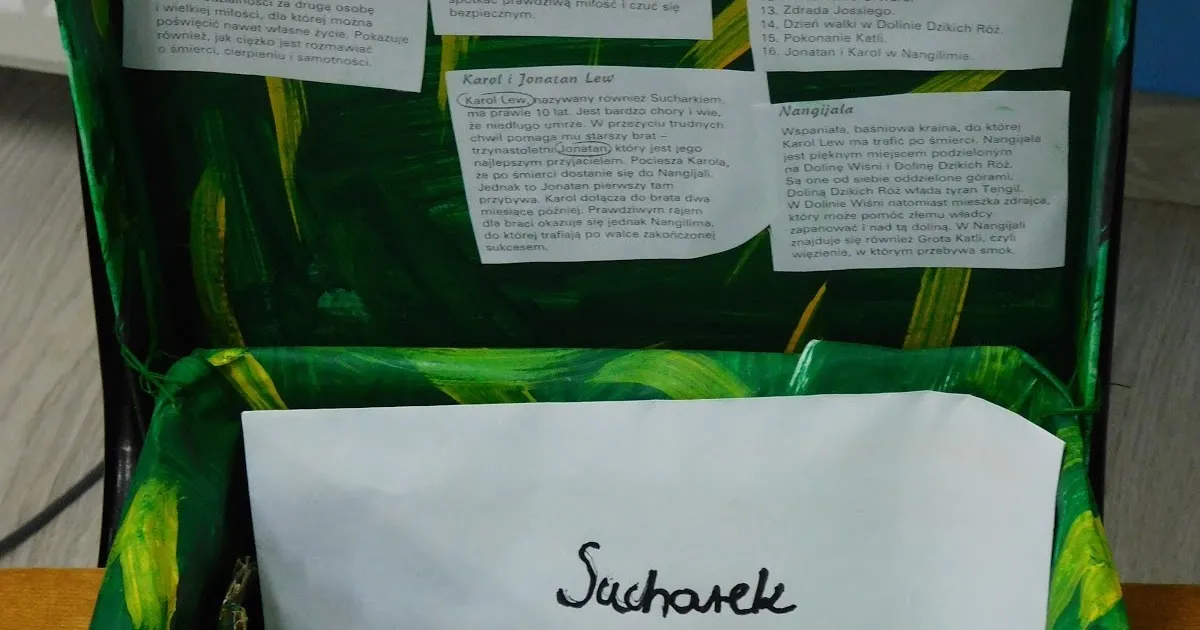 za drugą osobę
i wielkiej miłości, dla której można
poświęcić nawet własne życie. Pokazuje
również, jak ciężko jest rozmawiać
o śmierci, cierpieniu i samotności.
spotkać prawdziwą miłość i czuć się
bezpiecznym.
13. Zdrada Jossiego.
14. Dzień walki w Dolinie Dzikich Róż.
15. Pokonanie Katli.
16. Jonatan i Karol w Nangilimie.
Karol i Jonatan Lew
Karol Lew, nazywany również Sucharkiem,
ma prawie 10 lat. Jest bardzo chory i wie,
że niedługo umrze. W przeżyciu trudnych
chwil pomaga mu starszy brat –
trzynastoletni Jonatan, który jest jego
najlepszym przyjacielem. Pociesza Karola,
że po śmierci dostanie się do Nangijali.
Jednak to Jonatan pierwszy tam
przybywa. Karol dołącza do brata dwa
miesiące później. Prawdziwym rajem
dla braci okazuje się jednak Nangilima,
do której trafiają po walce zakończonej
sukcesem.
Nangijala
Wspaniała, baśniowa kraina, do której
Karol Lew ma trafić po śmierci. Nangijala
jest pięknym miejscem podzielonym
na Dolinę Wiśni i Dolinę Dzikich Róż.
Są one od siebie oddzielone górami.
Doliną Dzikich Róż włada tyran Tengil.
W Dolinie Wiśni natomiast mieszka zdrajca,
który może pomóc złemu władcy
zapanować i nad tą doliną. W Nangijali
znajduje się również Grota Katli, czyli
więzienie, w którym przebywa smok.
Sucharek